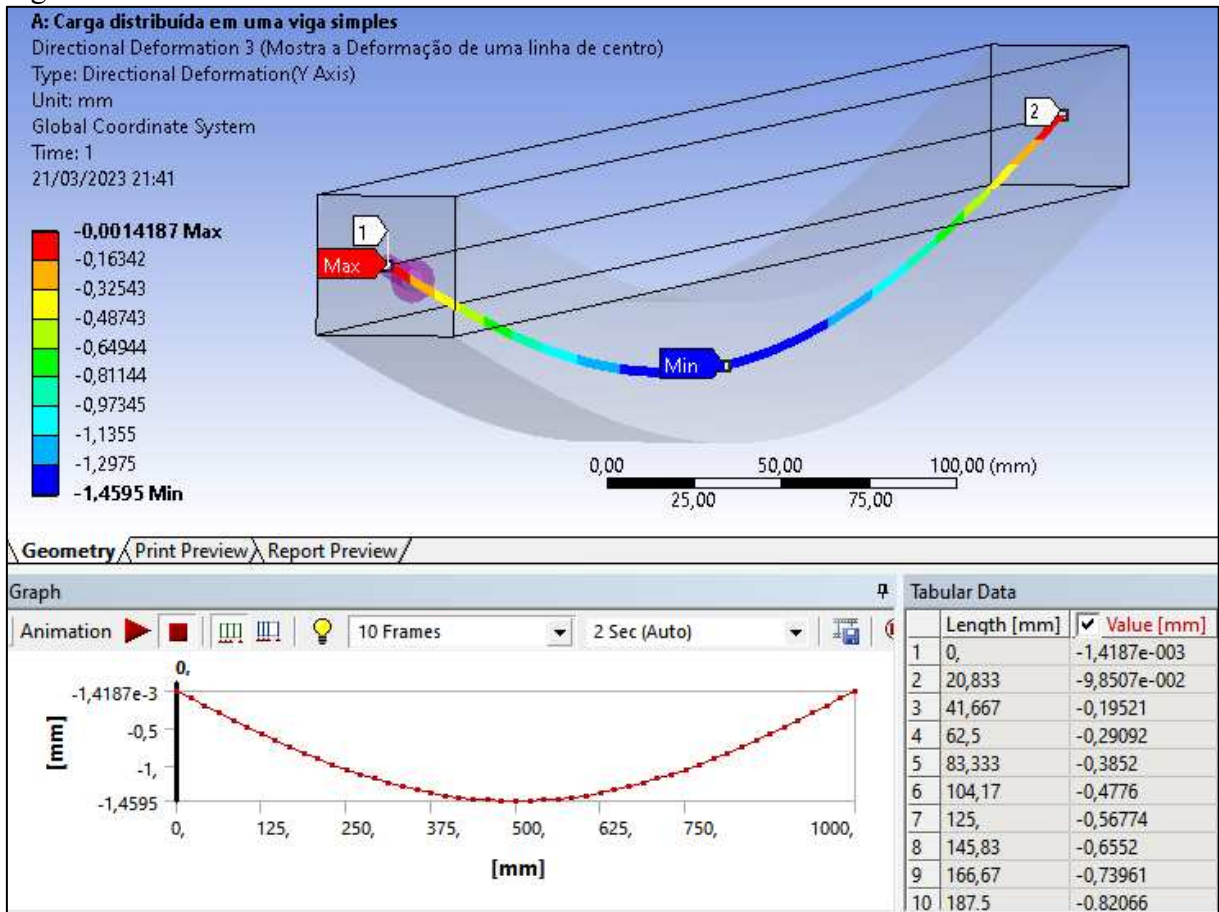 A: Carga distribuída em uma viga simples
Directional Deformation 3 (Mostra a Deformação de uma linha de centro)
Type: Directional Deformation(Y Axis)
Unit: mm
Global Coordinate System
Time: 1
21/03/2023 21:41
-0,0014187 Max
-0,16342
-0,32543
-0,48743
-0,64944
-0,81144
-0,97345
-1,1355
-1,2975
-1,4595 Min
1
Max
2
Min
0,00 50,00 100,00 (mm)
25,00 75,00
Geometry Print Preview Report Preview
Graph
Animation 10 Frames 2 Sec (Auto)
0,
-1,4187e-3
-0,5
-1,
-1,4595
[mm]
0, 125, 250, 375, 500, 625, 750, 1000,
[mm]
Tabular Data
Length [mm] Value [mm]
1 0, -1,4187e-003
2 20,833 -9,8507e-002
3 41,667 -0,19521
4 62,5 -0,29092
5 83,333 -0,3852
6 104,17 -0,4776
7 125, -0,56774
8 145,83 -0,6552
9 166,67 -0,73961
10 187,5 -0,82066